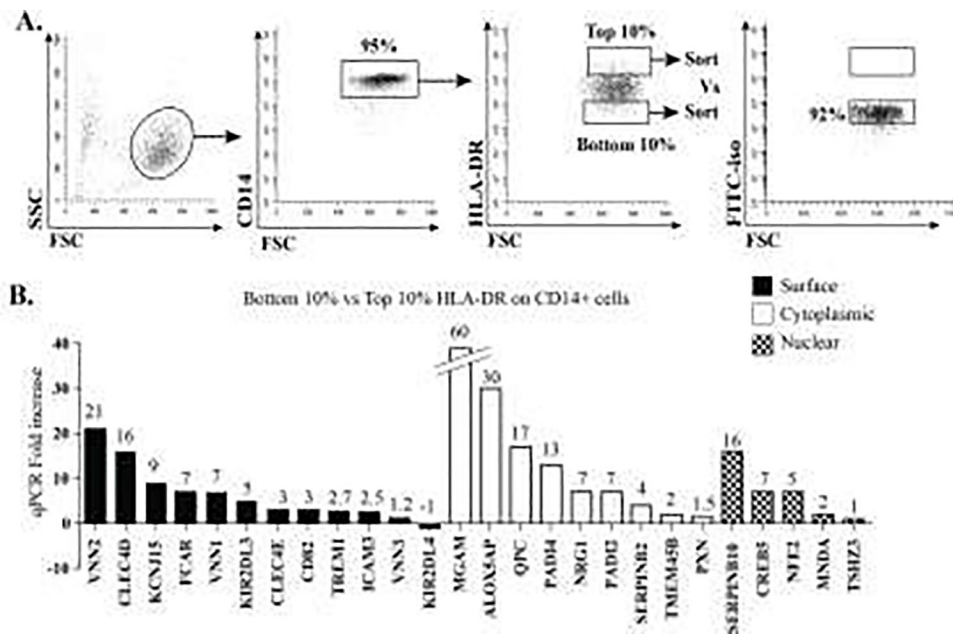 A.
SSC
FSC
CD14
95%
FSC
HLA-DR
Top 10%
Sort
Vs
Sort
Bottom 10%
FSC
FITC-iso
92%
FSC
B.
Bottom 10% vs Top 10% HLA-DR on CD14+ cells
Surface
Cytoplasmic
Nuclear
qPCR Fold increase
40
30
20
10
0
-10
21
16
9
7
7
5
3
3
2.7
2.5
1.2
-1
60
30
17
13
7
7
4
2
1.5
16
7
5
2
1
VNN2
CLEC4D
KCNJ15
FCAR
VNN1
KIR2DL3
CLEC4E
TREM1
ICAM3
VNN3
KIR2DL4
MGAM
ALOX5AP
QPC
PADI4
NRG1
PADI2
SERPINB2
TMEM45B
PXN
SERPINB10
CREB5
NFE2
MNDA
TSHZ3